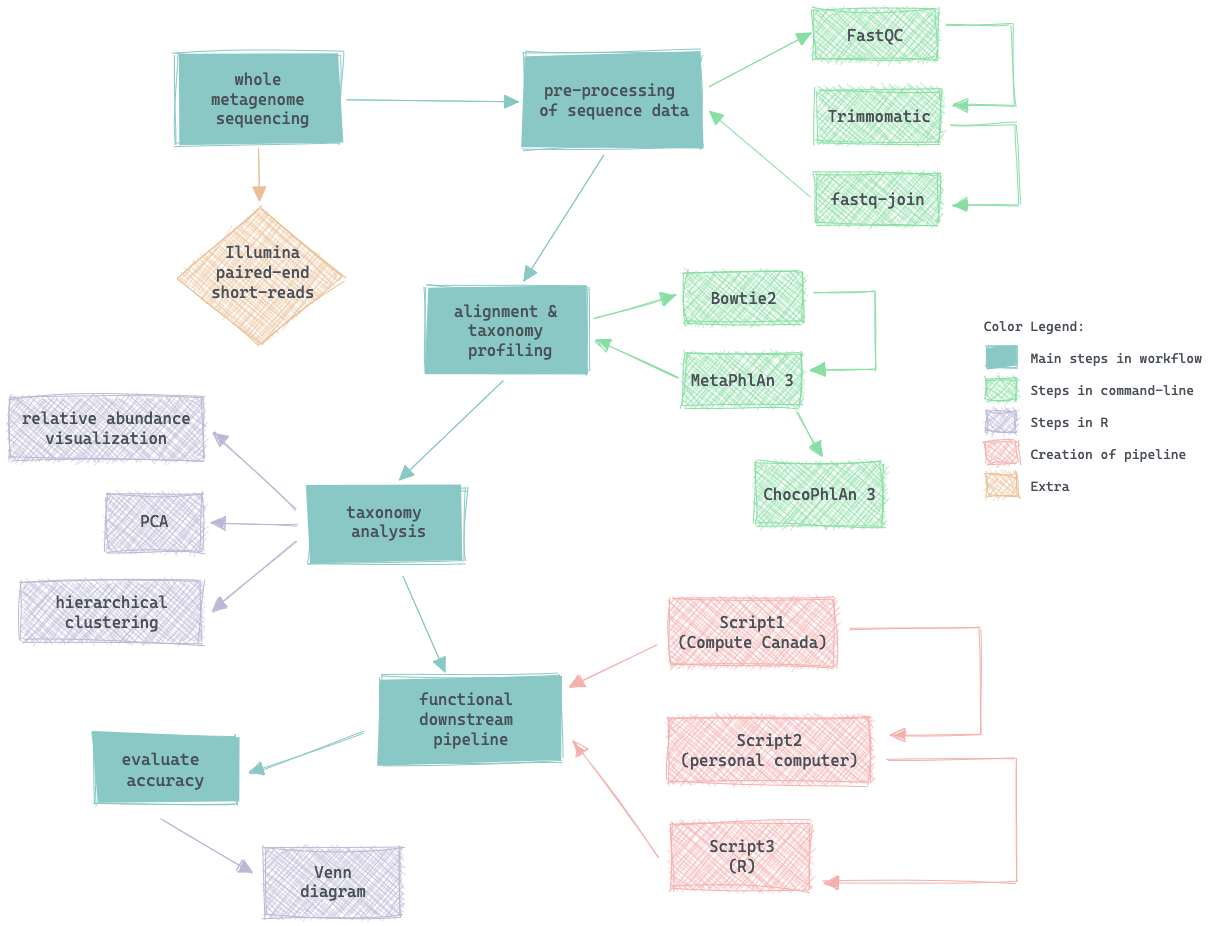 whole
metagenome
sequencing
pre-processing
of sequence data
FastQC
Trimmomatic
fastq-join
Illumina
paired-end
short-reads
alignment &
taxonomy
profiling
Bowtie2
MetaPhlAn 3
ChocoPhlAn 3
Color Legend:
Main steps in workflow
Steps in command-line
Steps in R
Creation of pipeline
Extra
relative abundance
visualization
PCA
hierarchical
clustering
taxonomy
analysis
functional
downstream
pipeline
Script1
(Compute Canada)
Script2
(personal computer)
Script3
(R)
evaluate
accuracy
Venn
diagram